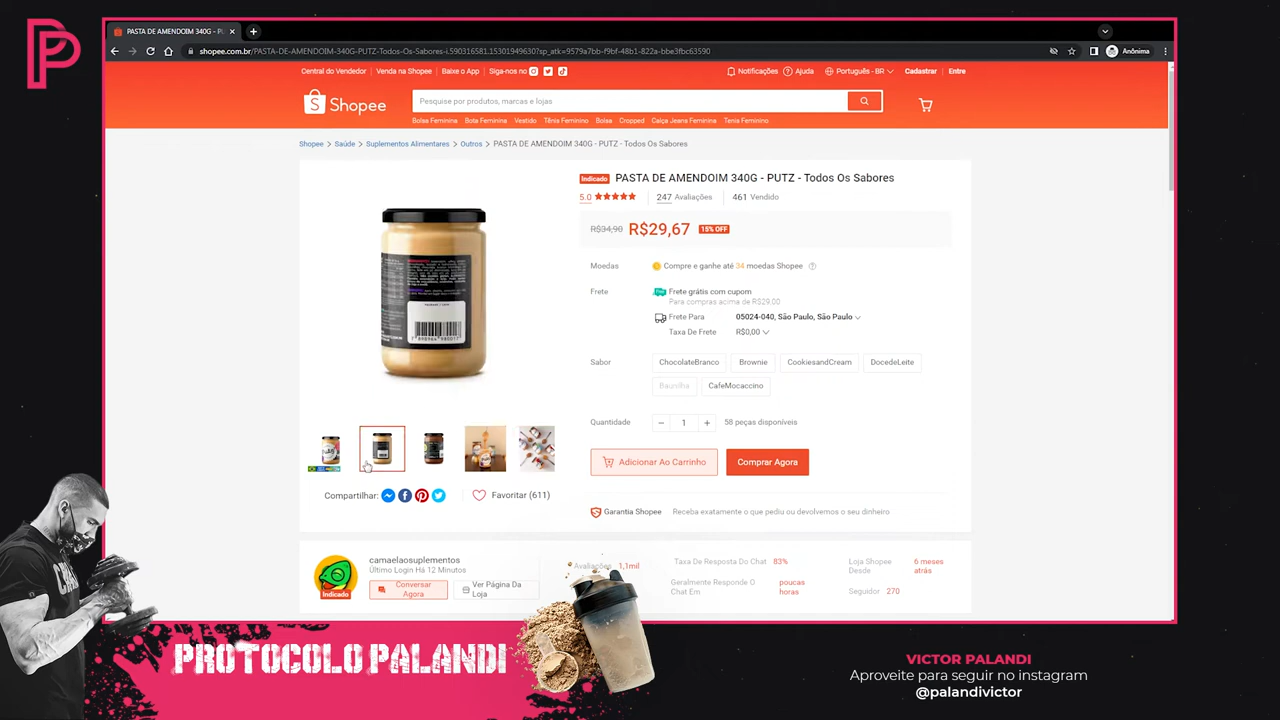 PASTA DE AMENDOIM 340G - P
shopee.com.br/PASTA-DE-AMENDOIM-340G-PUTZ-Todos-Os-Sabores-i.590316581.15301949630?sp_atk=9579a7bb-f9bf-48b1-822a-bbe3fbc63590
Anônima
Central do Vendedor
Venda na Shopee
Baixe o App
Siga-nos no
Notificações
Ajuda
Português - BR
Cadastrar
Entre
Shopee
Pesquise por produtos, marcas e lojas
Bolsa Feminina Bota Feminina Vestido Tênis Feminino Bolsa Cropped Calça Jeans Feminina Tenis Feminino
Shopee > Saúde > Suplementos Alimentares > Outros > PASTA DE AMENDOIM 340G - PUTZ - Todos Os Sabores
Indicado PASTA DE AMENDOIM 340G - PUTZ - Todos Os Sabores
5.0 247 Avaliações 461 Vendido
R$34,90 R$29,67 15% OFF
Moedas Compre e ganhe até 34 moedas Shopee
Frete Frete grátis com cupom
Para compras acima de R$29,00
Frete Para 05024-040, São Paulo, São Paulo
Taxa De Frete R$0,00
Sabor ChocolateBranco Brownie CookiesandCream DocedeLeite
Baunilha CafeMocaccino
Quantidade − 1 + 58 peças disponíveis
Adicionar Ao Carrinho Comprar Agora
Compartilhar: Favoritar (611)
Garantia Shopee Receba exatamente o que pediu ou devolvemos o seu dinheiro
camaelaosuplementos
Último Login Há 12 Minutos
Indicado
Conversar Agora
Ver Página Da Loja
Avaliações 1,1mil
Taxa De Resposta Do Chat 83%
Geralmente Responde O Chat Em poucas horas
Loja Shopee Desde 6 meses atrás
Seguidor 270
PROTOCOLO PALANDI
VICTOR PALANDI
Aproveite para seguir no instagram
@palandivictor